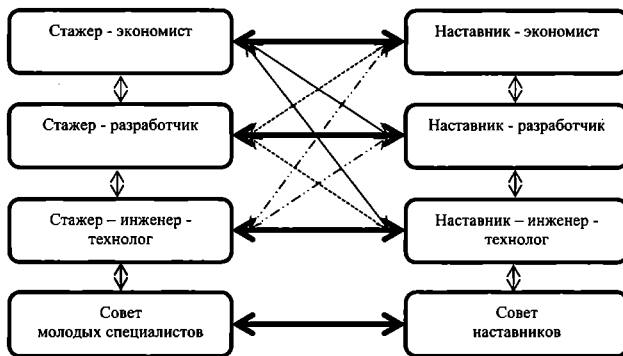 Стажер - экономист
Наставник - экономист
Стажер - разработчик
Наставник - разработчик
Стажер – инженер -
технолог
Наставник – инженер -
технолог
Совет
молодых специалистов
Совет
наставников